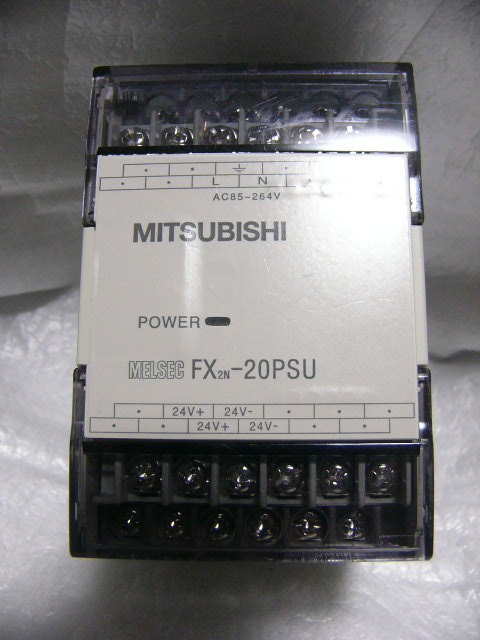 L N
AC85~264V
MITSUBISHI
POWER
MELSEC FX2N-20PSU
24V+ 24V-
24V+ 24V-